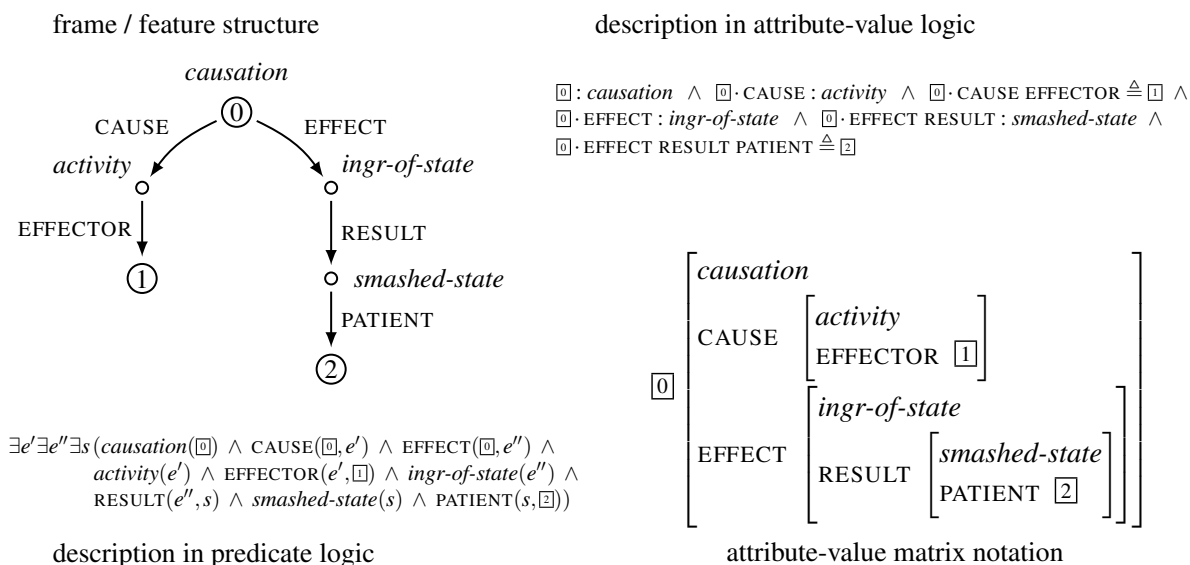 frame / feature structure
causation
0
CAUSE
EFFECT
activity
ingr-of-state
EFFECTOR
RESULT
1
smashed-state
PATIENT
2
∃e′∃e″∃s(causation(0) ∧ CAUSE(0,e′) ∧ EFFECT(0,e″) ∧
activity(e′) ∧ EFFECTOR(e′,1) ∧ ingr-of-state(e″) ∧
RESULT(e″,s) ∧ smashed-state(s) ∧ PATIENT(s,2))
description in predicate logic
description in attribute-value logic
0 : causation ∧ 0 · CAUSE : activity ∧ 0 · CAUSE EFFECTOR ≜ 1 ∧
0 · EFFECT : ingr-of-state ∧ 0 · EFFECT RESULT : smashed-state ∧
0 · EFFECT RESULT PATIENT ≜ 2
causation
activity
CAUSE
EFFECTOR 1
0
ingr-of-state
EFFECT
smashed-state
RESULT
PATIENT 2
attribute-value matrix notation